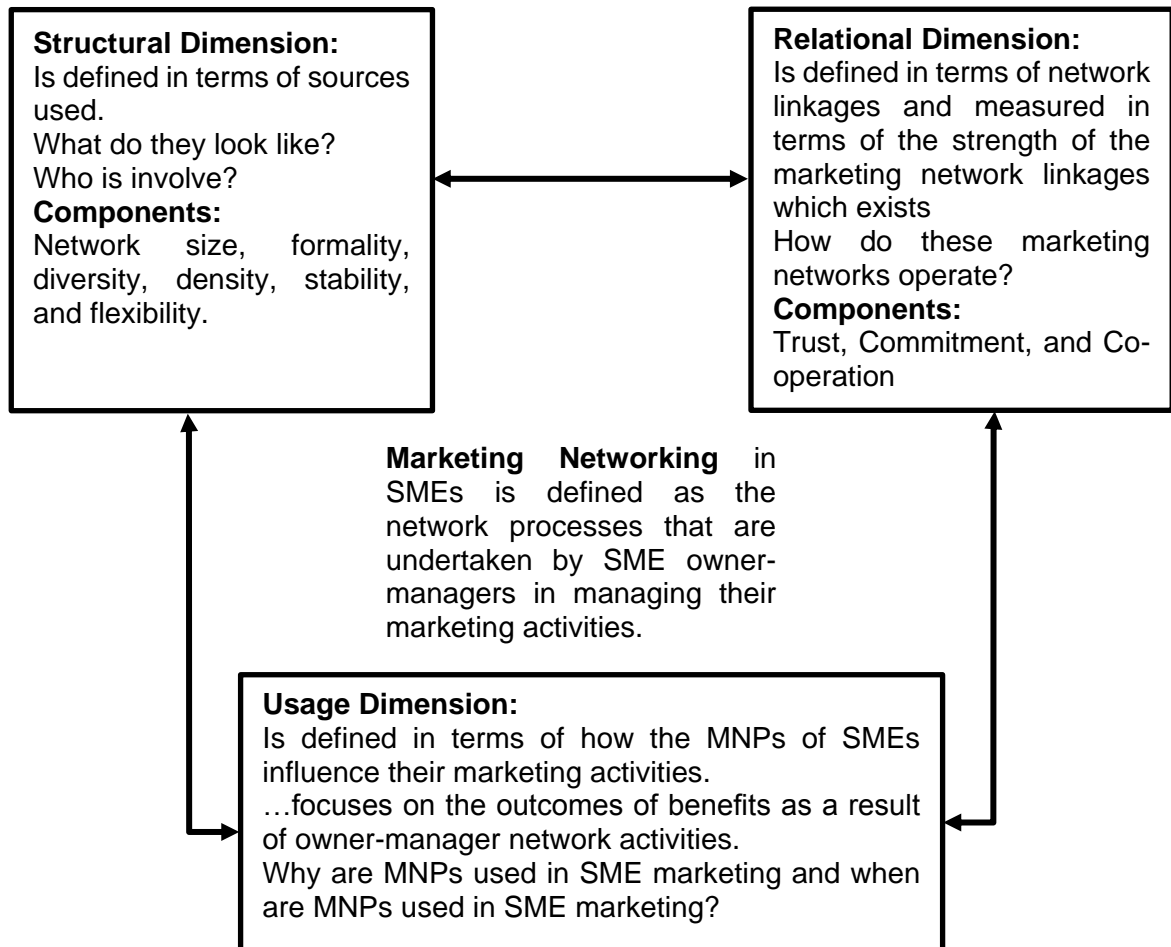 Structural Dimension:
Is defined in terms of sources
used.
What do they look like?
Who is involve?
Components:
Network size, formality,
diversity, density, stability,
and flexibility.
Relational Dimension:
Is defined in terms of network
linkages and measured in
terms of the strength of the
marketing network linkages
which exists
How do these marketing
networks operate?
Components:
Trust, Commitment, and Co-
operation
Marketing Networking in
SMEs is defined as the
network processes that are
undertaken by SME owner-
managers in managing their
marketing activities.
Usage Dimension:
Is defined in terms of how the MNPs of SMEs
influence their marketing activities.
…focuses on the outcomes of benefits as a result
of owner-manager network activities.
Why are MNPs used in SME marketing and when
are MNPs used in SME marketing?